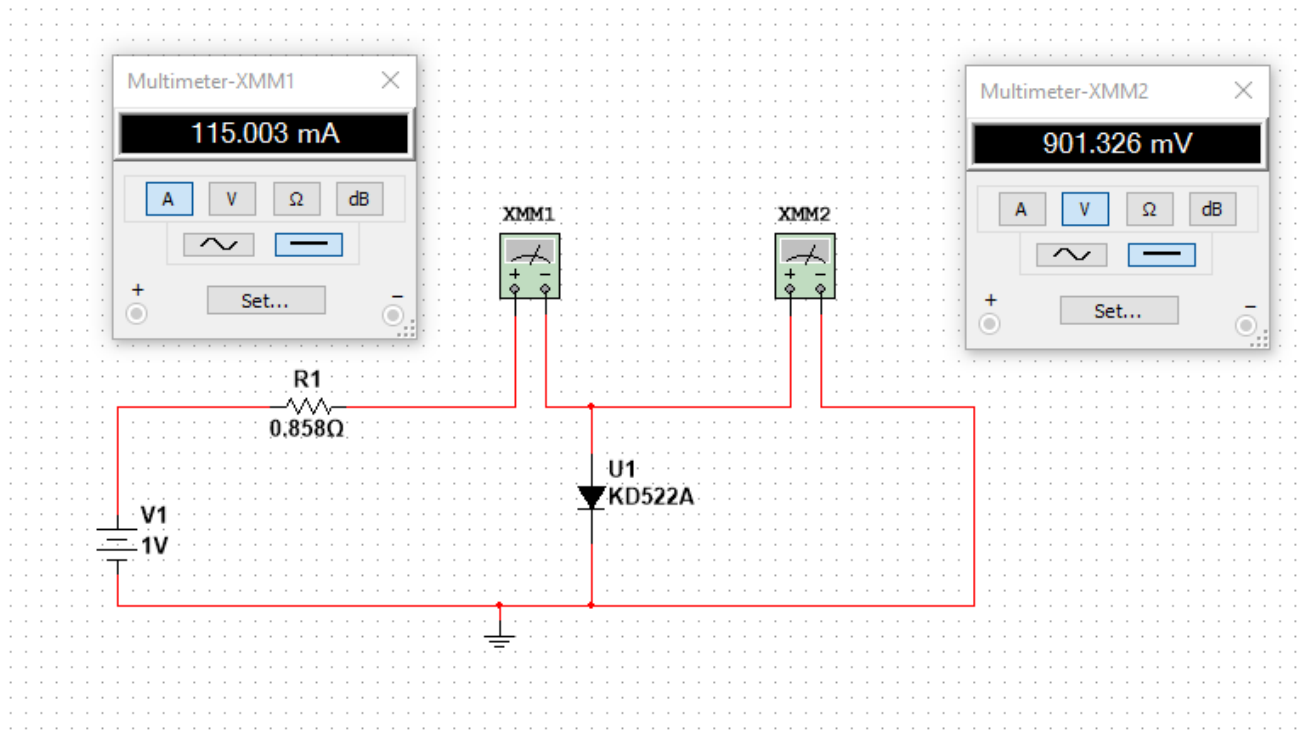 Multimeter-XMM1
115.003 mA
A V Ω dB
+ Set... −
Multimeter-XMM2
901.326 mV
A V Ω dB
+ Set... −
XMM1
+ −
XMM2
+ −
R1
0.858Ω
U1
KD522A
V1
1V